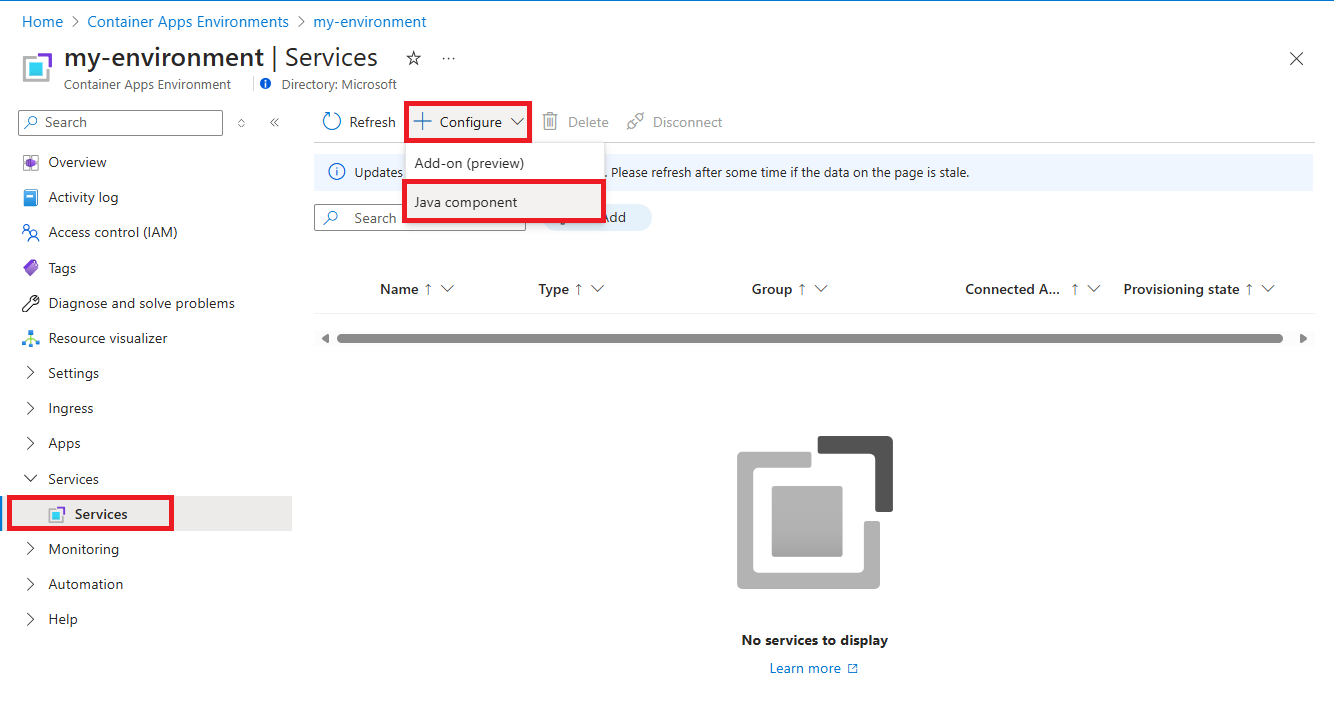 Home > Container Apps Environments > my-environment
my-environment | Services
Container Apps Environment
Directory: Microsoft
Search
Refresh
Configure
Delete
Disconnect
Add-on (preview)
Java component
Updates
. Please refresh after some time if the data on the page is stale.
Search
Add
Overview
Activity log
Access control (IAM)
Tags
Diagnose and solve problems
Resource visualizer
Settings
Ingress
Apps
Services
Services
Monitoring
Automation
Help
Name
Type
Group
Connected A...
Provisioning state
No services to display
Learn more